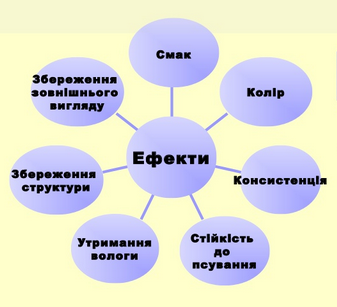 Смак
Колір
Консистенція
Стійкість
до
псування
Утримання
вологи
Збереження
структури
Збереження
зовнішнього
вигляду
Ефекти